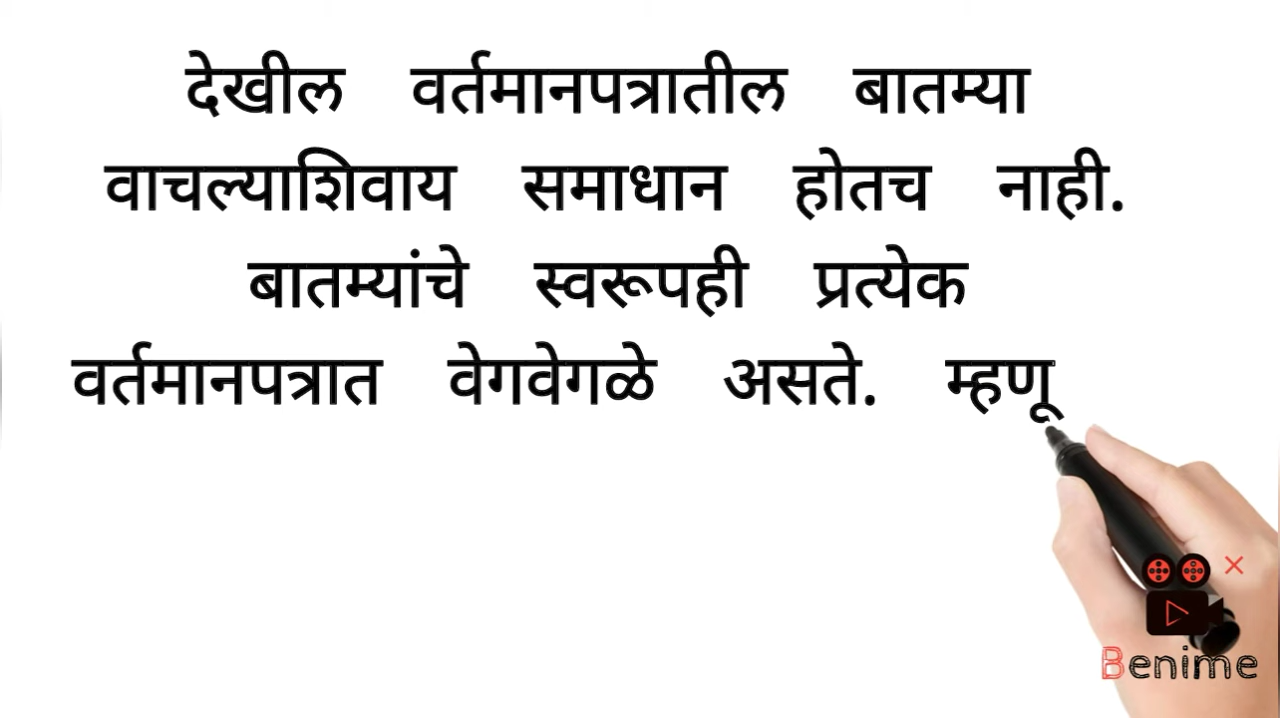 देखील वर्तमानपत्रातील बातम्या
वाचल्याशिवाय समाधान होतच नाही.
बातम्यांचे स्वरूपही प्रत्येक
वर्तमानपत्रात वेगवेगळे असते. म्हणू
Benime